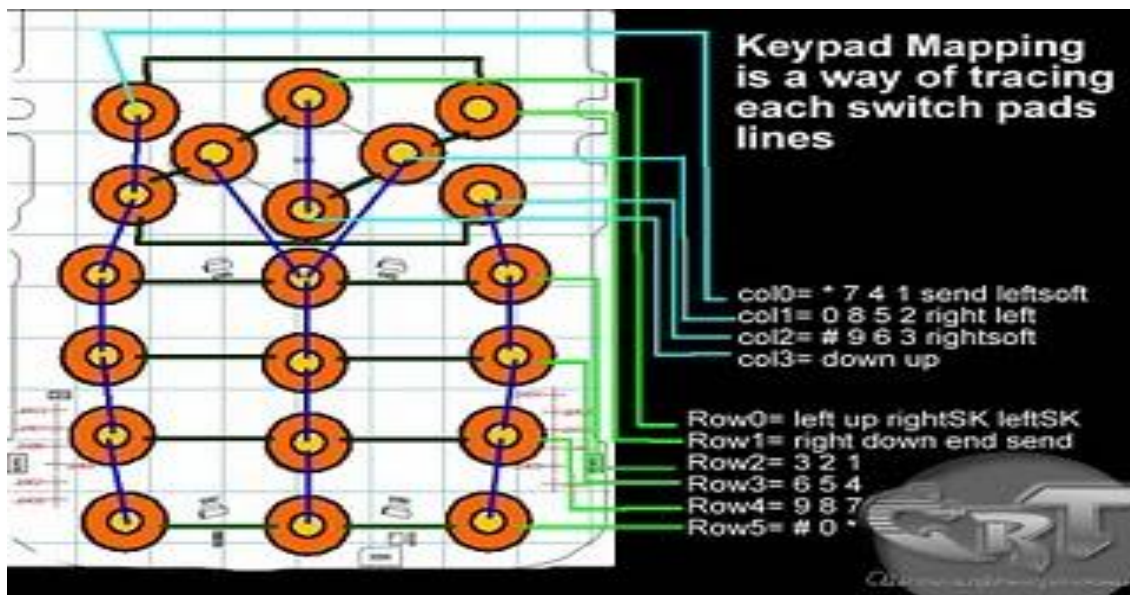 Keypad Mapping
is a way of tracing
each switch pads
lines
col0= * 7 4 1 send leftsoft
col1= 0 8 5 2 right left
col2= # 9 6 3 rightsoft
col3= down up
Row0= left up rightSK leftSK
Row1= right down end send
Row2= 3 2 1
Row3= 6 5 4
Row4= 9 8 7
Row5= # 0 *
CRT